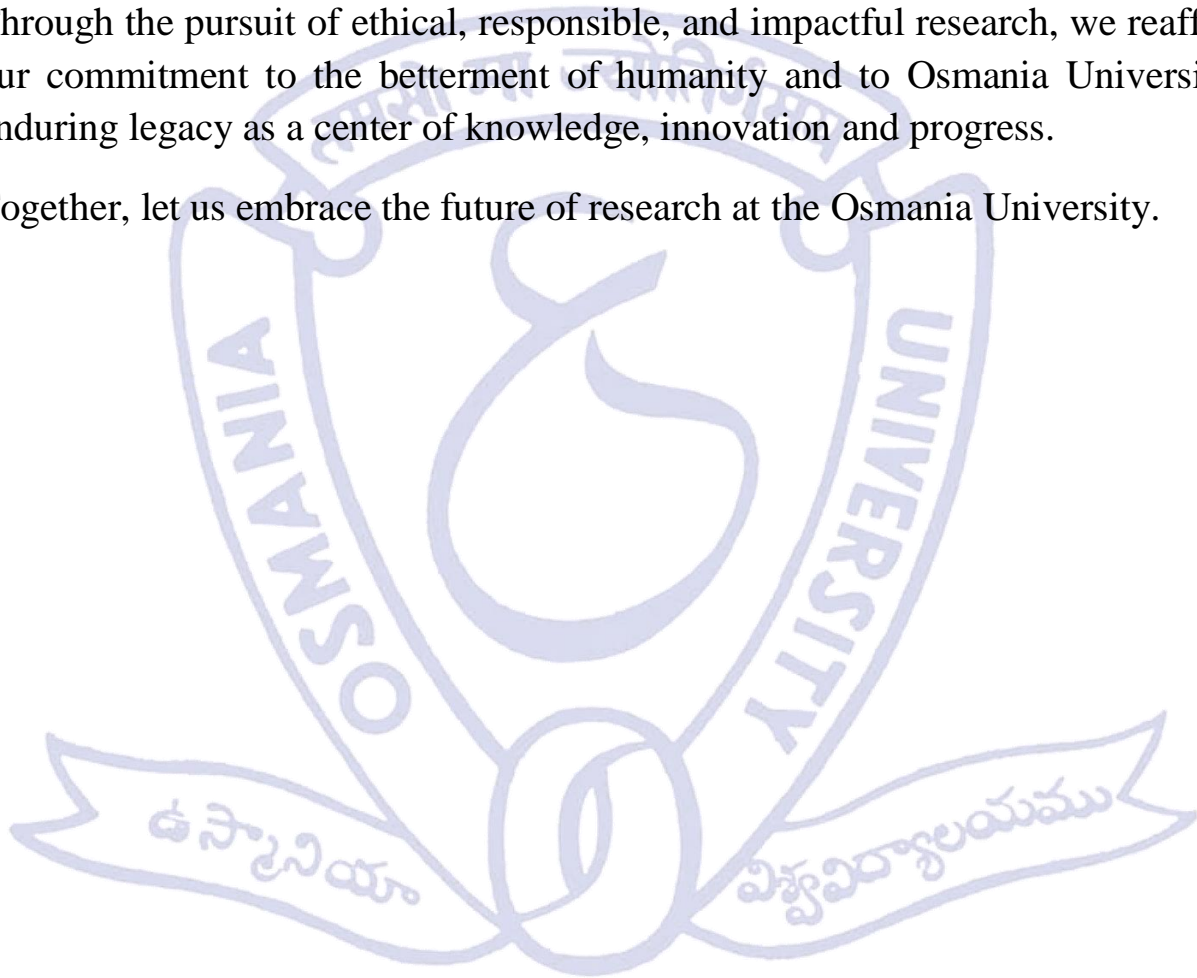 hrough the pursuit of ethical, responsible, and impactful research, we reaff
ur commitment to the betterment of humanity and to Osmania Universi
nduring legacy as a center of knowledge, innovation and progress.
ogether, let us embrace the future of research at the Osmania University.
तमसो मा ज्योतिर्गमय
OSMANIA
UNIVERSITY
ع
ఉస్మానియా
విశ్వవిద్యాలయము